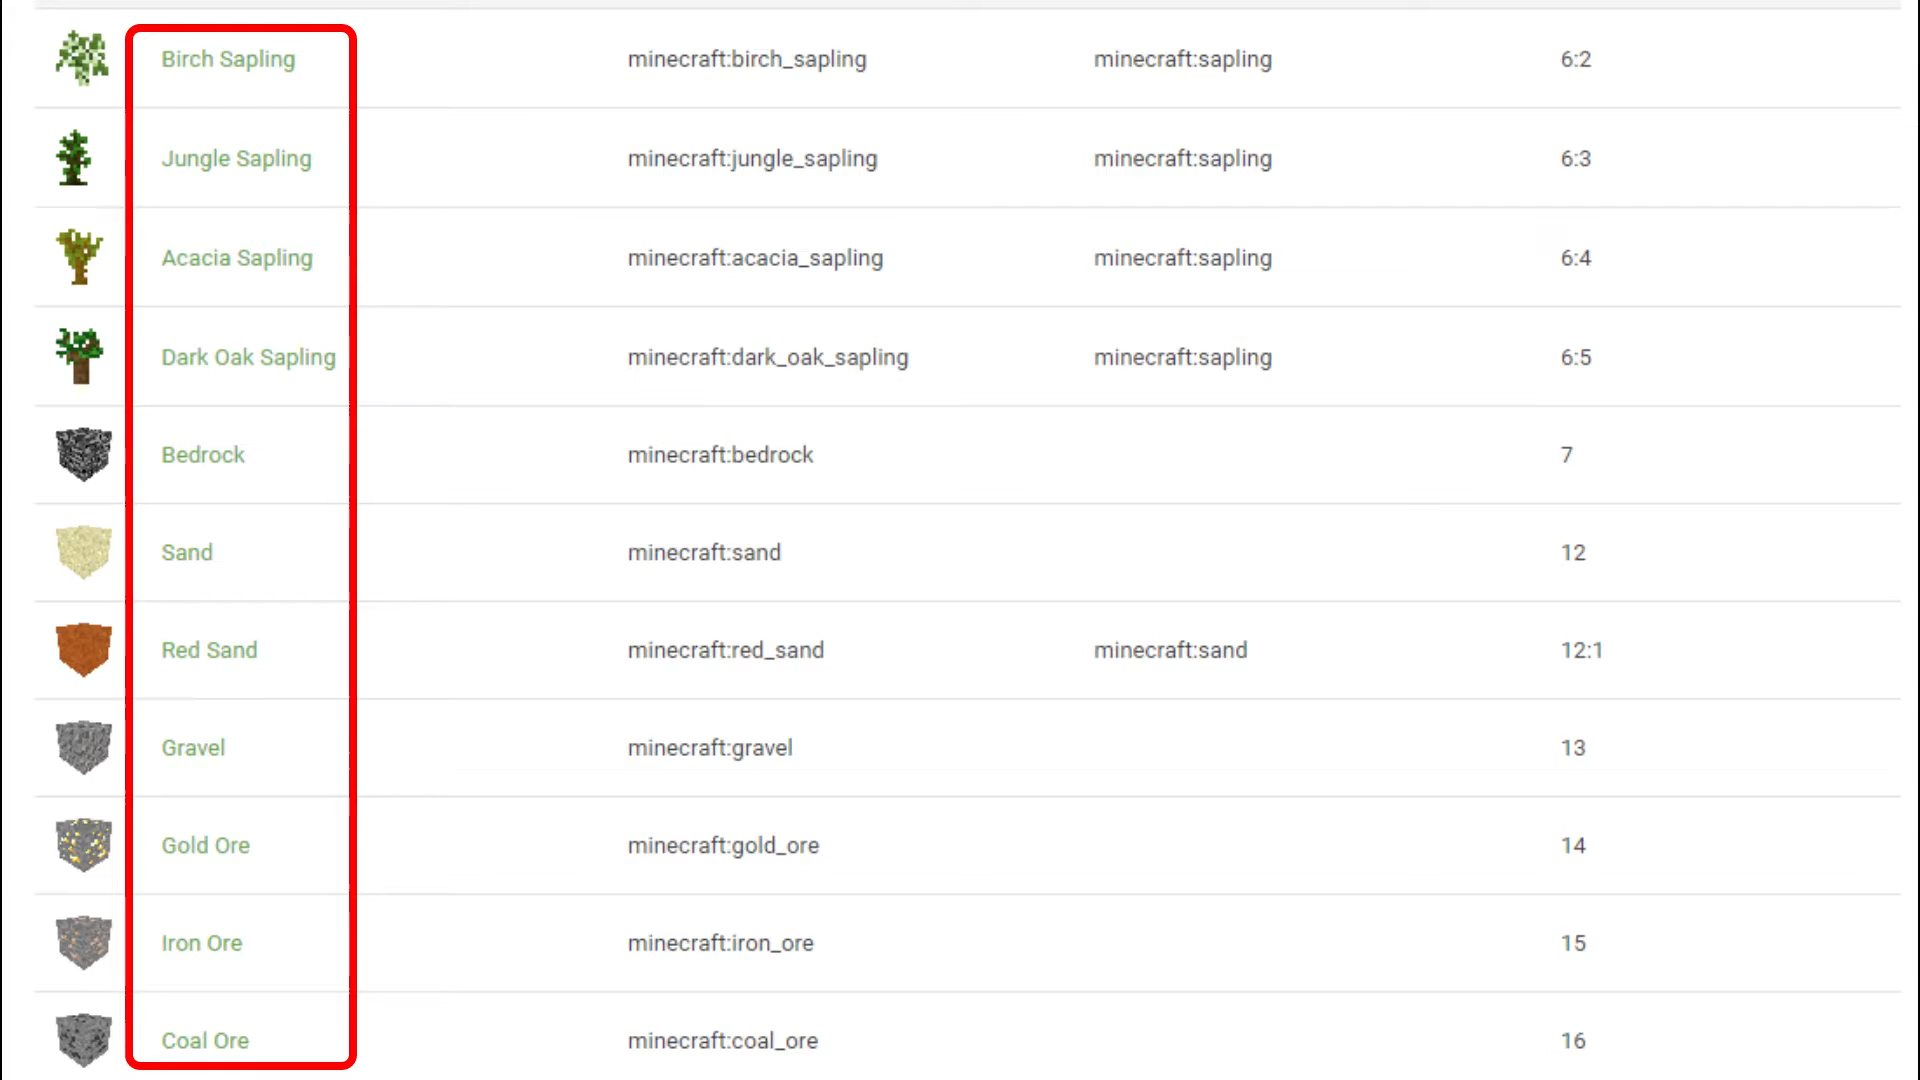 Birch Sapling minecraft:birch_sapling minecraft:sapling 6:2
Jungle Sapling minecraft:jungle_sapling minecraft:sapling 6:3
Acacia Sapling minecraft:acacia_sapling minecraft:sapling 6:4
Dark Oak Sapling minecraft:dark_oak_sapling minecraft:sapling 6:5
Bedrock minecraft:bedrock 7
Sand minecraft:sand 12
Red Sand minecraft:red_sand minecraft:sand 12:1
Gravel minecraft:gravel 13
Gold Ore minecraft:gold_ore 14
Iron Ore minecraft:iron_ore 15
Coal Ore minecraft:coal_ore 16